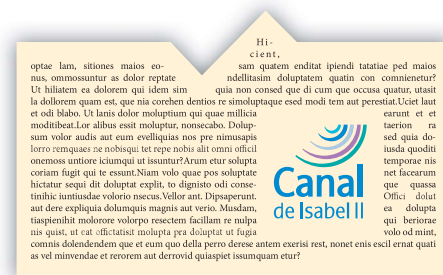 Hi-
cient,
optae lam, sitiones maios eo- sam quatem enditat ipiendi tatatiae ped maios
nus, ommossuntur as dolor reptate ndellitasim doluptatem quatin con comnienetur?
Ut hiliatem ea dolorem qui idem sim quia non consed que di cum que occusa quatur, utasit
la dollorem quam est, que nia corehen dentios re simoluptaque esed modi tem aut perestiat.Uciet laut
et odi blabo. Ut lanis dolor moluptium qui quae millicia earunt et et
moditibeat.Lor alibus essit moluptur, nonsecabo. Dolup- taerion ra
sum volor audis aut eum evelliquias nos pre nimusapis sed quia do-
lorro remquaes ne nobisqui tet repe nobis alit omni officil iusda quoditi
onemoss untiore iciumqui ut issuntur?Arum etur solupta temporae nis
coriam fugit qui te essunt.Niam volo quae pos soluptate net facearum
hictatur sequi dit doluptat explit, to dignisto odi conse- que quassa
tinihic iuntiusdae volorio nsecus.Vellor ant. Dipsaperunt. Offici dolut
aut dere expliquia dolumquis magnis aut verio. Musdam, ea dolupta
tiaspienihit molorore volorpo resectem facillam re nulpa qui beriorae
nis quist, ut eat offictatist molupta pra doluptat ut fugia volo od mint,
comnis dolendendem que et eum quo della perro derese antem exerisi rest, nonet enis escil ernat quati
as vel minvendae et rerorem aut derrovid quiaspiet issumquam etur?
Canal
de Isabel II